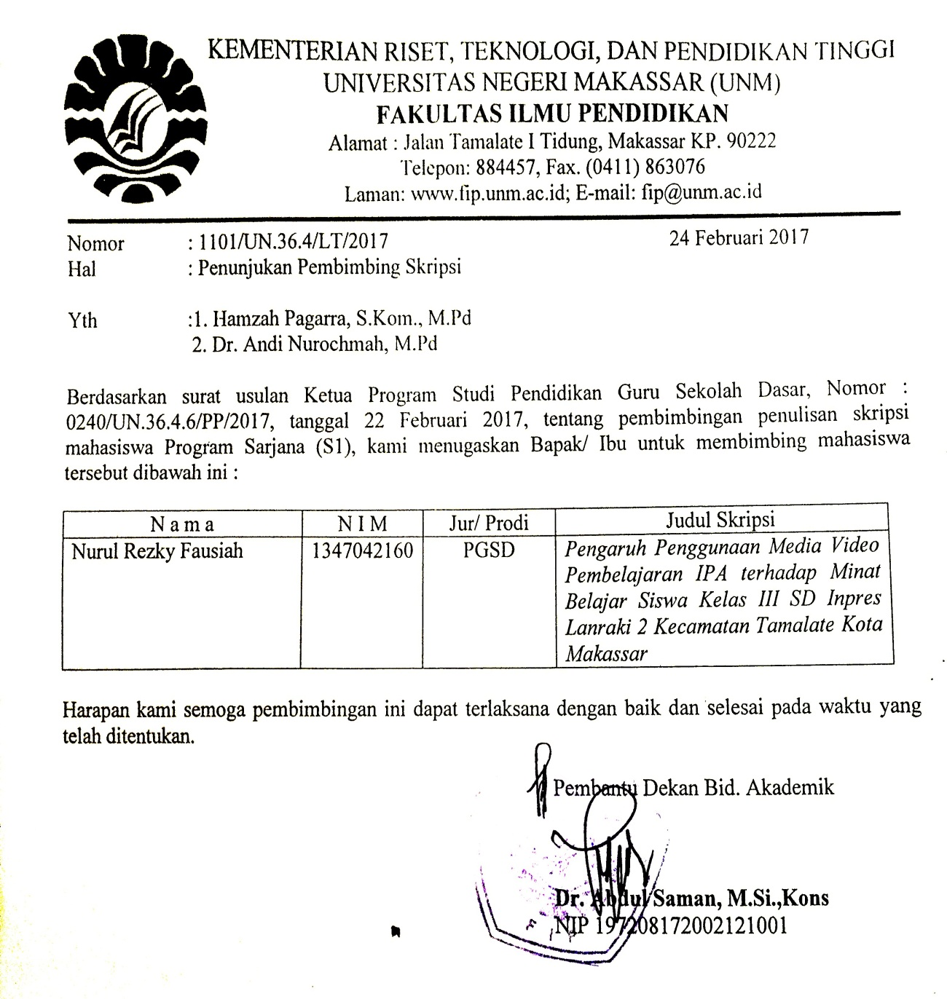 KEMENTERIAN RISET, TEKNOLOGI, DAN PENDIDIKAN TINGGI
UNIVERSITAS NEGERI MAKASSAR (UNM)
FAKULTAS ILMU PENDIDIKAN
Alamat : Jalan Tamalate I Tidung, Makassar KP. 90222
Telepon: 884457, Fax. (0411) 863076
Laman: www.fip.unm.ac.id; E-mail: fip@unm.ac.id
Nomor : 1101/UN.36.4/LT/2017 24 Februari 2017
Hal : Penunjukan Pembimbing Skripsi
Yth :1. Hamzah Pagarra, S.Kom., M.Pd
2. Dr. Andi Nurochmah, M.Pd
Berdasarkan surat usulan Ketua Program Studi Pendidikan Guru Sekolah Dasar, Nomor :
0240/UN.36.4.6/PP/2017, tanggal 22 Februari 2017, tentang pembimbingan penulisan skripsi
mahasiswa Program Sarjana (S1), kami menugaskan Bapak/ Ibu untuk membimbing mahasiswa
tersebut dibawah ini :
N a m a N I M Jur/ Prodi Judul Skripsi
Nurul Rezky Fausiah 1347042160 PGSD Pengaruh Penggunaan Media Video
Pembelajaran IPA terhadap Minat
Belajar Siswa Kelas III SD Inpres
Lanraki 2 Kecamatan Tamalate Kota
Makassar
Harapan kami semoga pembimbingan ini dapat terlaksana dengan baik dan selesai pada waktu yang
telah ditentukan.
Pembantu Dekan Bid. Akademik
Dr. Abdul Saman, M.Si.,Kons
NIP 197208172002121001